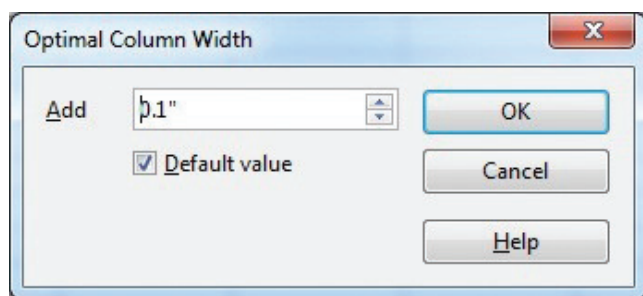 Optimal Column Width
Add 0.1" OK
Default value Cancel
Help